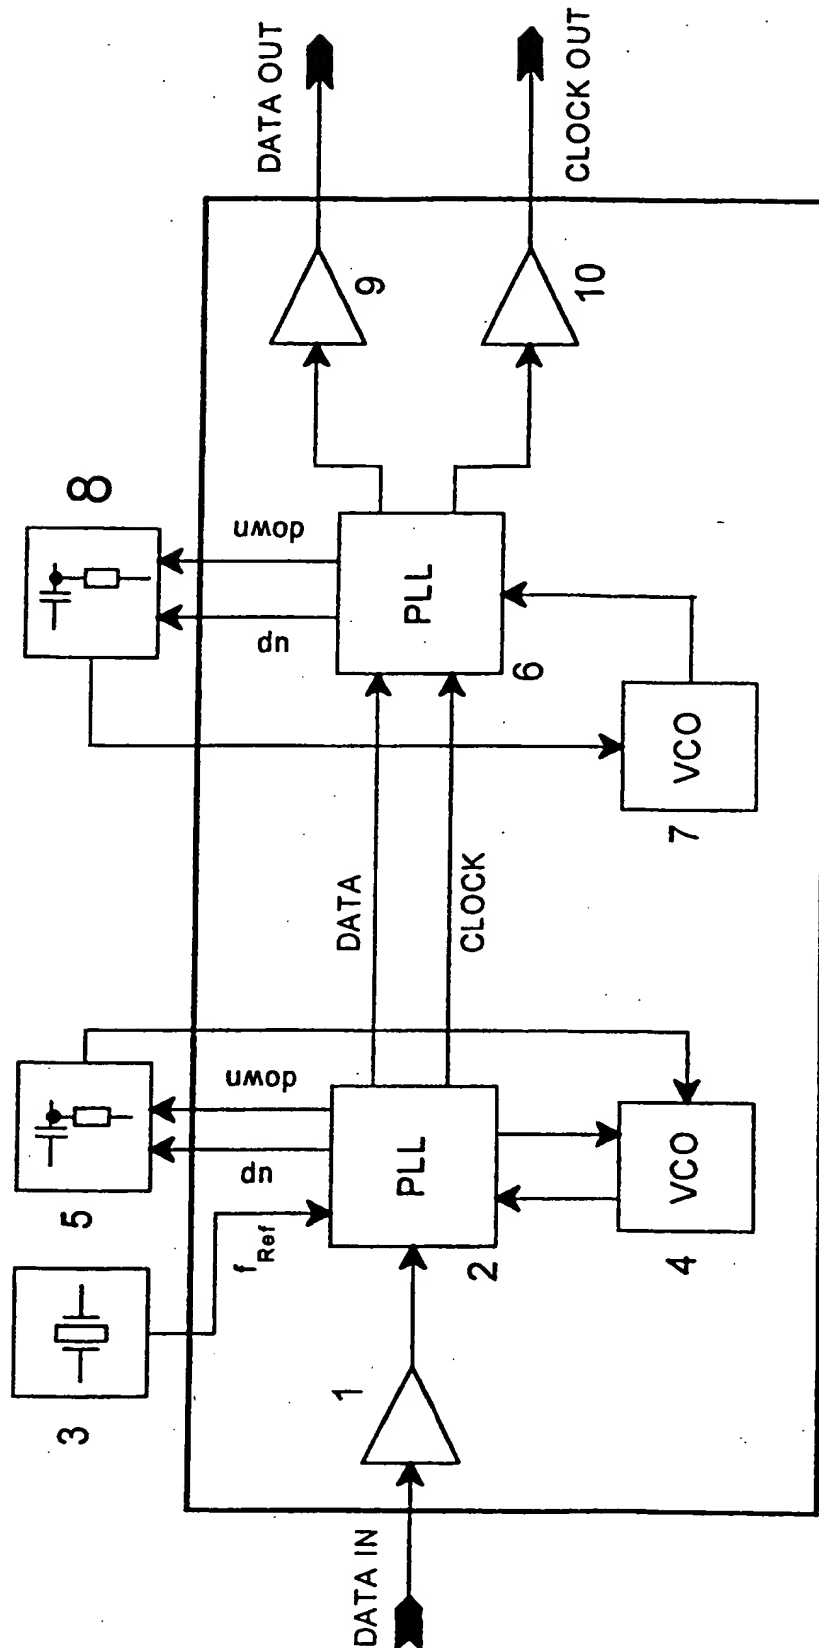 DATA IN
1
3
f Ref
5
up
down
PLL
2
VCO
4
DATA
CLOCK
8
up
down
PLL
6
VCO
7
9
10
DATA OUT
CLOCK OUT